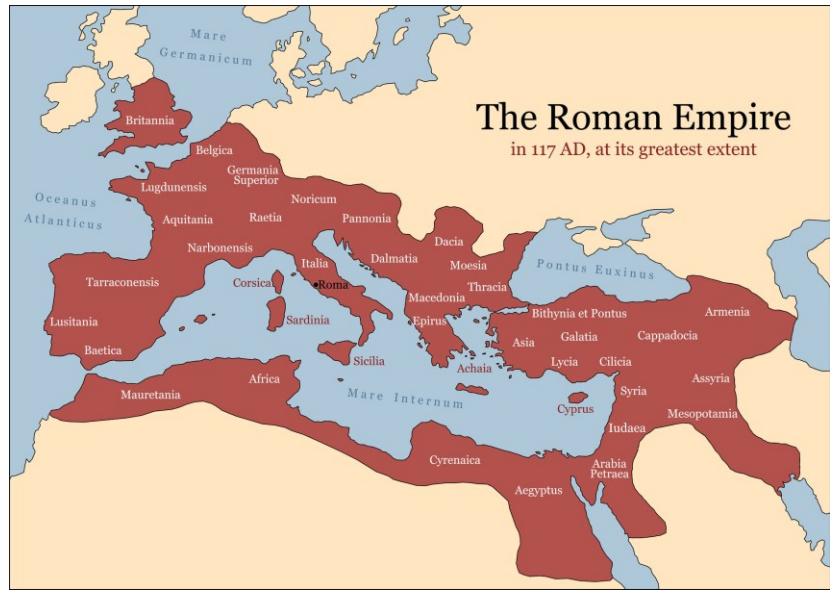 Mare
Germanicum
The Roman Empire
in 117 AD, at its greatest extent
Britannia
Belgica
Germania
Superior
Lugdunensis
Oceanus
Atlanticus
Noricum
Aquitania
Raetia
Pannonia
Narbonensis
Dacia
Italia
Dalmatia
Moesia
Pontus Euxinus
Tarraconensis
Corsica
Roma
Thracia
Macedonia
Bithynia et Pontus
Armenia
Lusitania
Sardinia
Epirus
Asia
Galatia
Cappadocia
Baetica
Sicilia
Achaia
Lycia
Cilicia
Africa
Assyria
Mauretania
Mare Internum
Syria
Cyprus
Mesopotamia
Iudaea
Cyrenaica
Arabia
Petraea
Aegyptus